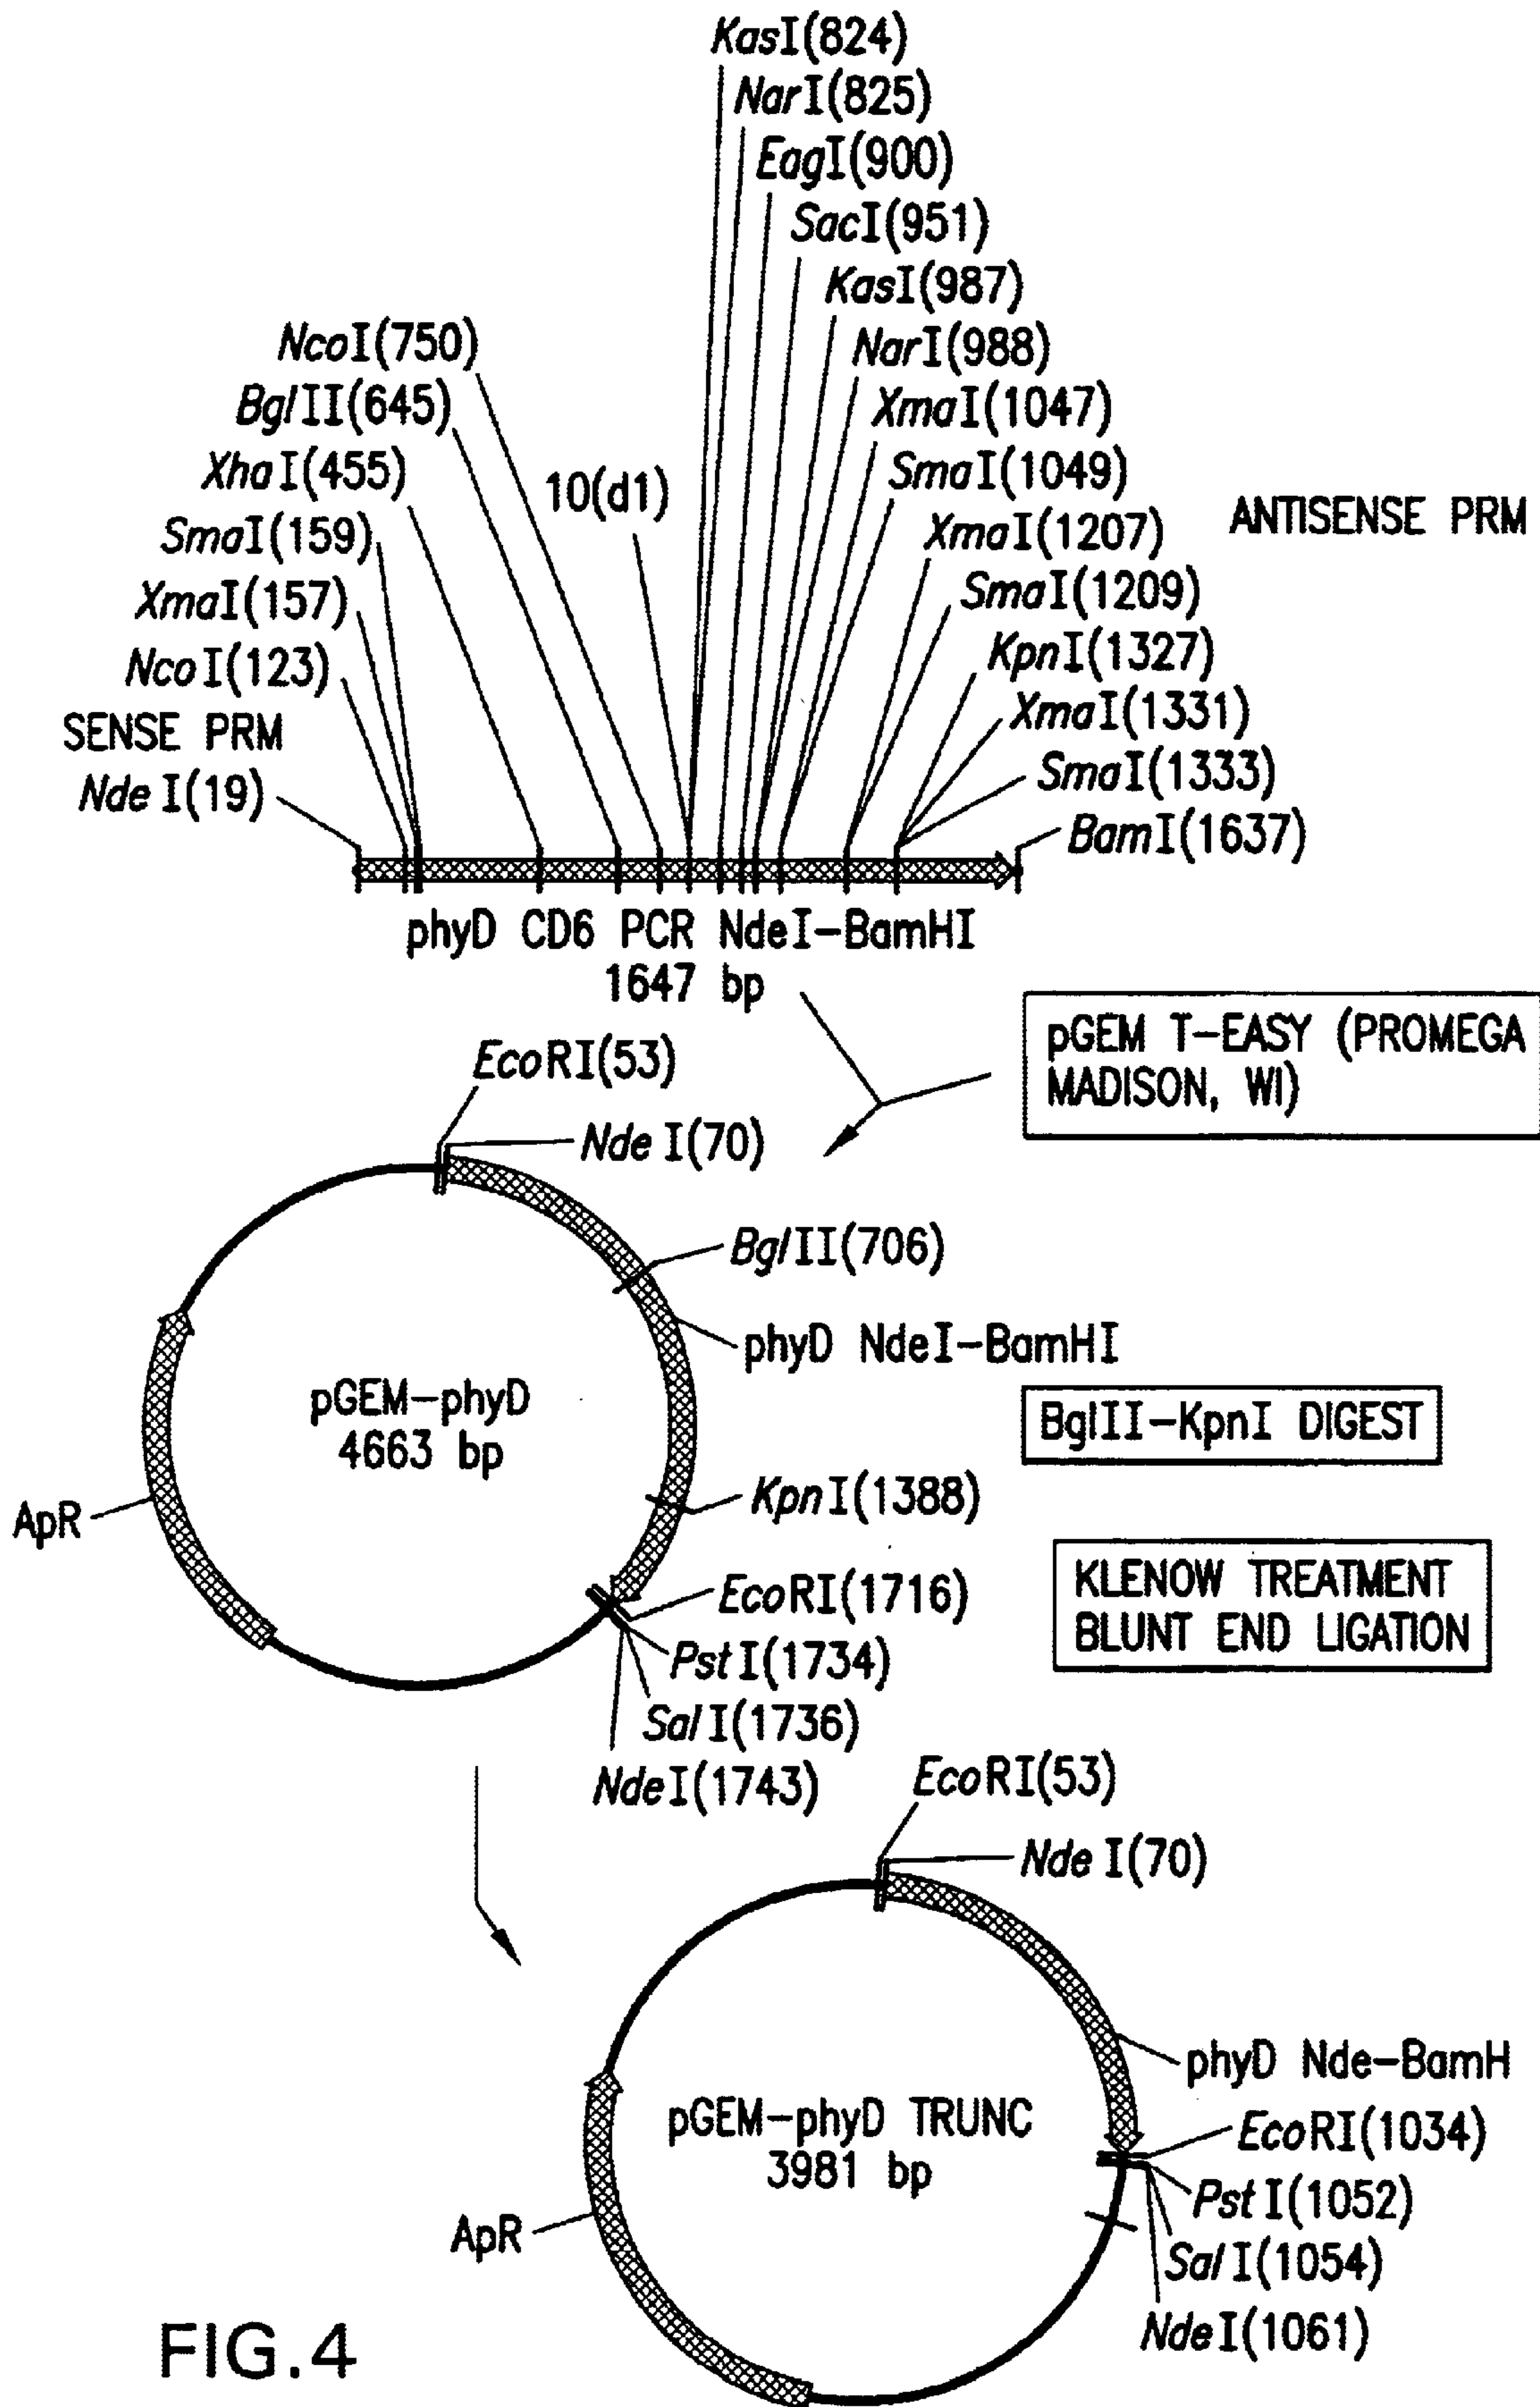 KasI(824)
NarI(825)
EagI(900)
SacI(951)
KasI(987)
NcoI(750)
NarI(988)
BglII(645)
XmaI(1047)
XhaI(455)
10(d1)
SmaI(1049)
ANTISENSE PRM
SmaI(159)
XmaI(1207)
XmaI(157)
SmaI(1209)
NcoI(123)
KpnI(1327)
SENSE PRM
XmaI(1331)
NdeI(19)
SmaI(1333)
BamI(1637)
phyD CD6 PCR NdeI-BamHI
1647 bp
pGEM T-EASY (PROMEGA
MADISON, WI)
EcoRI(53)
NdeI(70)
BglII(706)
phyD NdeI-BamHI
pGEM-phyD
4663 bp
BglII-KpnI DIGEST
KpnI(1388)
ApR
KLENOW TREATMENT
BLUNT END LIGATION
EcoRI(1716)
PstI(1734)
SalI(1736)
NdeI(1743)
EcoRI(53)
NdeI(70)
phyD Nde-BamH
pGEM-phyD TRUNC
3981 bp
EcoRI(1034)
PstI(1052)
ApR
SalI(1054)
NdeI(1061)
FIG.4